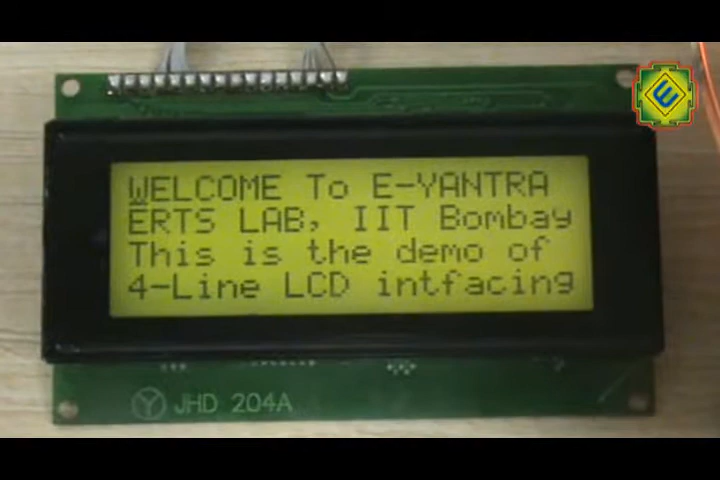 E
WELCOME To E-YANTRA
ERTS LAB, IIT Bombay
This is the demo of
4-Line LCD intfacing
Y JHD 204A